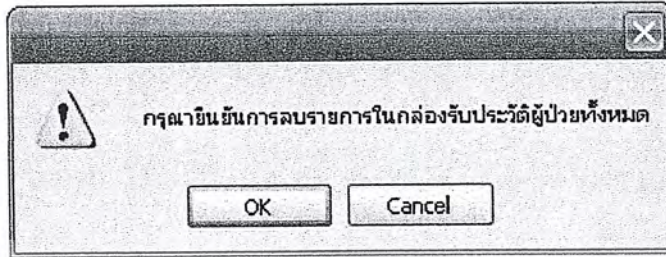 กรุณายืนยันการลบรายการในกล่องรับประวัติผู้ป่วยทั้งหมด
OK
Cancel